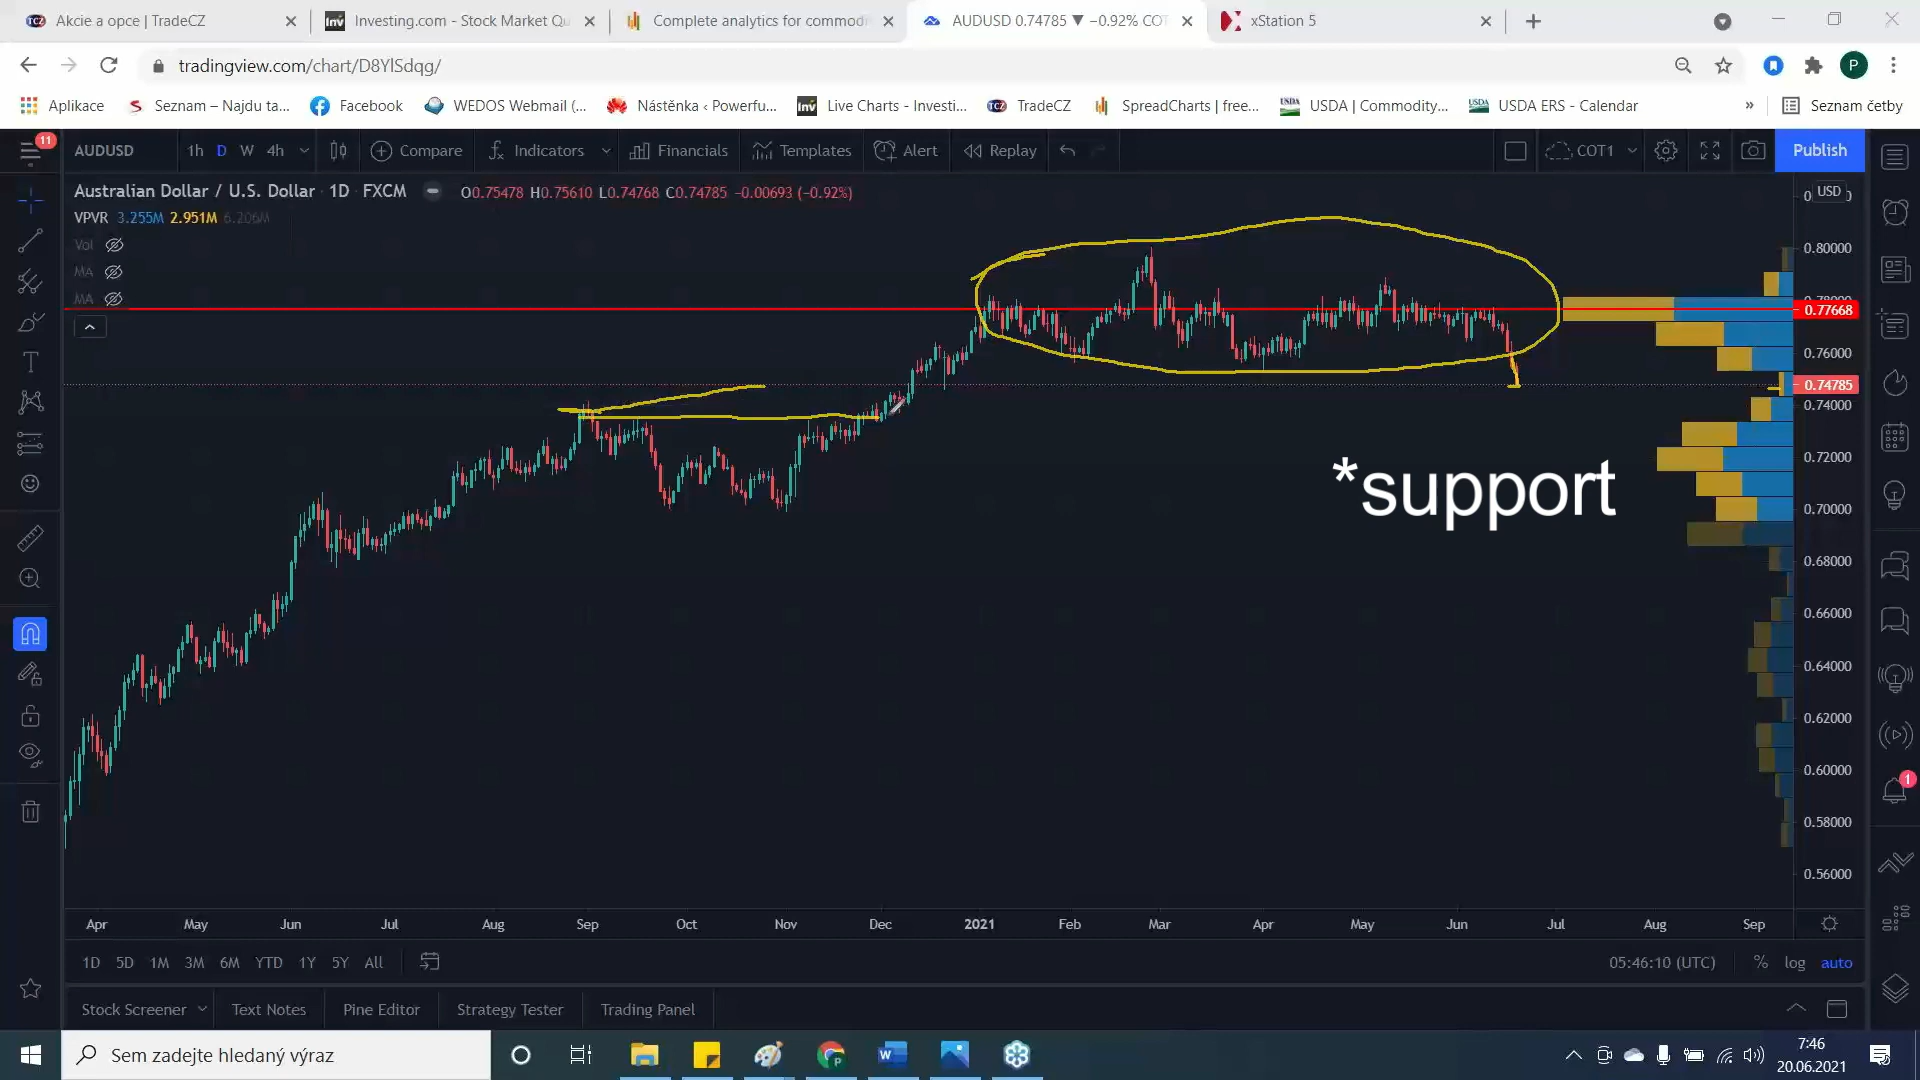 Akcie a opce | TradeCZ
Investing.com - Stock Market Qu
Complete analytics for commodi
AUDUSD 0.74785 ▼ −0.92% COT
xStation 5
tradingview.com/chart/D8YlSdqg/
P
Aplikace
Seznam – Najdu ta...
Facebook
WEDOS Webmail (...
Nástěnka ‹ Powerfu...
Live Charts - Investi...
TradeCZ
SpreadCharts | free...
USDA | Commodity...
USDA ERS - Calendar
»
Seznam četby
11
AUDUSD
1h D W 4h
Compare
Indicators
Financials
Templates
Alert
Replay
COT1
Publish
Australian Dollar / U.S. Dollar 1D FXCM
O0.75478 H0.75610 L0.74768 C0.74785 −0.00693 (−0.92%)
VPVR 3.255M 2.951M 6.206M
Vol
MA
MA
USD
0.80000
0.77668
0.76000
0.74785
0.74000
0.72000
0.70000
0.68000
0.66000
0.64000
0.62000
0.60000
0.58000
0.56000
*support
Apr May Jun Jul Aug Sep Oct Nov Dec 2021 Feb Mar Apr May Jun Jul Aug Sep
1D 5D 1M 3M 6M YTD 1Y 5Y All
05:46:10 (UTC) % log auto
1
Stock Screener
Text Notes
Pine Editor
Strategy Tester
Trading Panel
Sem zadejte hledaný výraz
7:46
20.06.2021